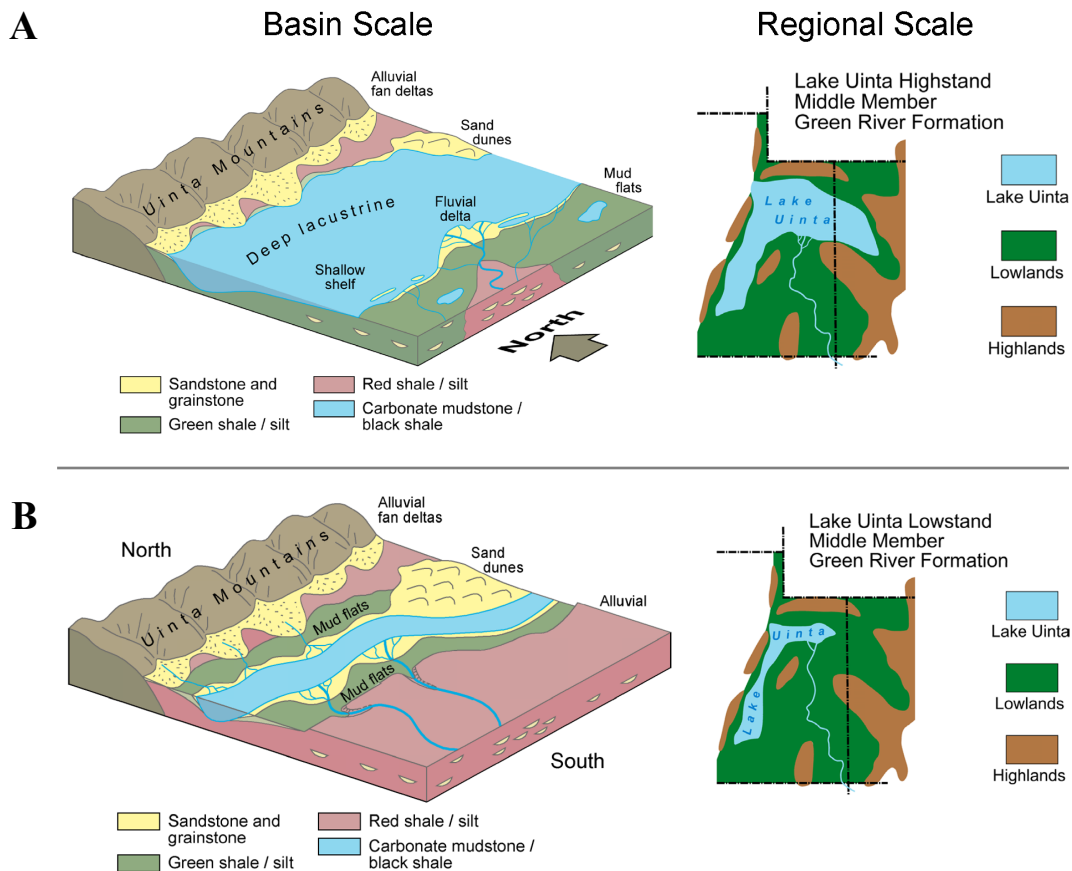 A
Basin Scale
Regional Scale
Alluvial
fan deltas
Uinta Mountains
Sand
dunes
Mud
flats
Deep lacustrine
Fluvial
delta
Shallow
shelf
North
Sandstone and
grainstone
Green shale / silt
Red shale / silt
Carbonate mudstone /
black shale
Lake Uinta Highstand
Middle Member
Green River Formation
Lake
Uinta
Lake Uinta
Lowlands
Highlands
B
North
Alluvial
fan deltas
Uinta Mountains
Sand
dunes
Alluvial
Mud flats
Mud flats
South
Sandstone and
grainstone
Green shale / silt
Red shale / silt
Carbonate mudstone /
black shale
Lake Uinta Lowstand
Middle Member
Green River Formation
Uinta
Lake
Lake Uinta
Lowlands
Highlands